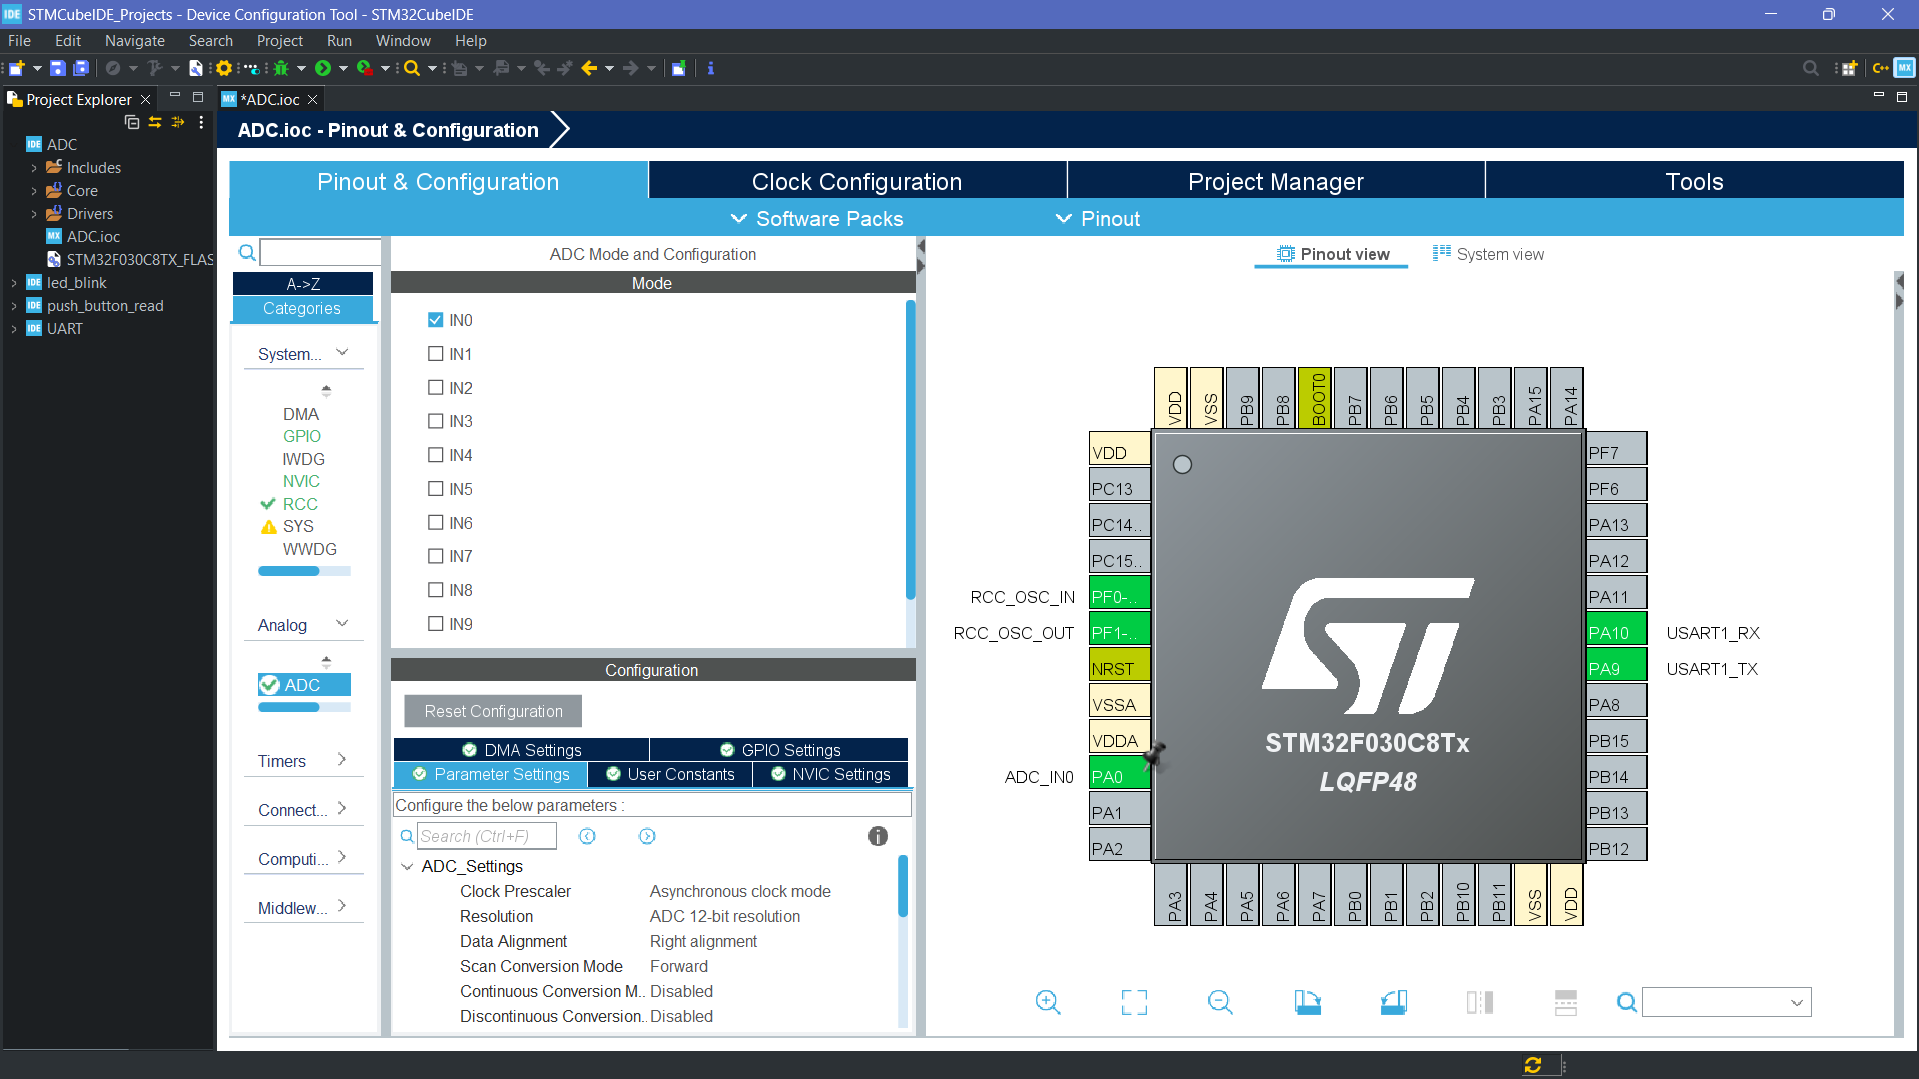 STMCubeIDE_Projects - Device Configuration Tool - STM32CubeIDE
File Edit Navigate Search Project Run Window Help
Project Explorer
*ADC.ioc
ADC
Includes
Core
Drivers
ADC.ioc
STM32F030C8TX_FLAS
led_blink
push_button_read
UART
ADC.ioc - Pinout & Configuration
Pinout & Configuration
Clock Configuration
Project Manager
Tools
Software Packs
Pinout
A->Z
Categories
System...
DMA
GPIO
IWDG
NVIC
RCC
SYS
WWDG
Analog
ADC
Timers
Connect...
Computi...
Middlew...
ADC Mode and Configuration
Mode
IN0
IN1
IN2
IN3
IN4
IN5
IN6
IN7
IN8
IN9
Configuration
Reset Configuration
DMA Settings
GPIO Settings
Parameter Settings
User Constants
NVIC Settings
Configure the below parameters :
Search (Ctrl+F)
ADC_Settings
Clock Prescaler Asynchronous clock mode
Resolution ADC 12-bit resolution
Data Alignment Right alignment
Scan Conversion Mode Forward
Continuous Conversion M.. Disabled
Discontinuous Conversion.. Disabled
Pinout view
System view
VDD VSS PB9 PB8 BOOT0 PB7 PB6 PB5 PB4 PB3 PA15 PA14
VDD
PC13
PC14..
PC15..
RCC_OSC_IN PF0-..
RCC_OSC_OUT PF1-..
NRST
VSSA
VDDA
ADC_IN0 PA0
PA1
PA2
STM32F030C8Tx
LQFP48
PF7
PF6
PA13
PA12
PA11
PA10 USART1_RX
PA9 USART1_TX
PA8
PB15
PB14
PB13
PB12
PA3 PA4 PA5 PA6 PA7 PB0 PB1 PB2 PB10 PB11 VSS VDD